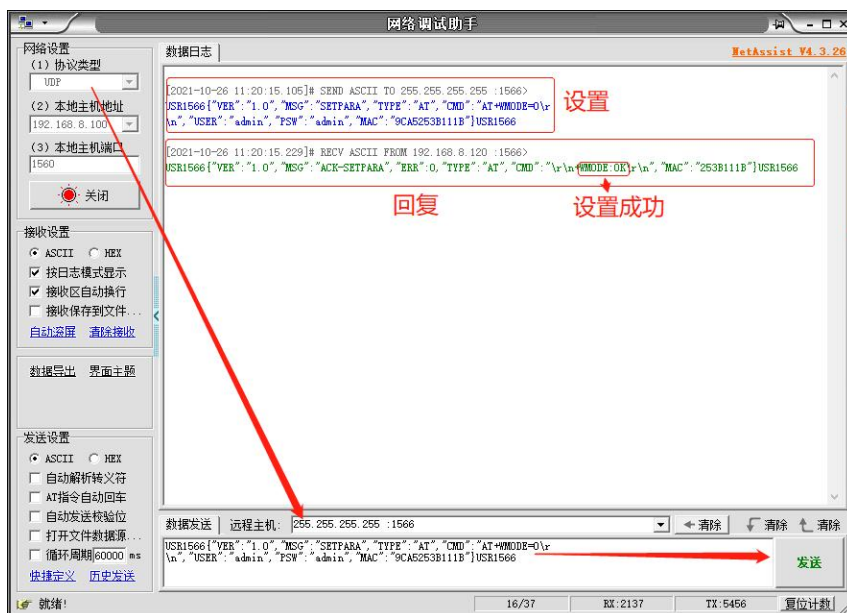 网络调试助手
网络设置
(1) 协议类型
UDP
(2) 本地主机地址
192.168.8.100
(3) 本地主机端口
1560
关闭
接收设置
ASCII HEX
按日志模式显示
接收区自动换行
接收保存到文件...
自动滚屏 清除接收
数据导出 界面主题
发送设置
ASCII HEX
自动解析转义符
AT指令自动回车
自动发送校验位
打开文件数据源...
循环周期 60000 ms
快捷定义 历史发送
数据日志
NetAssist V4.3.26
[2021-10-26 11:20:15.105]# SEND ASCII TO 255.255.255.255 :1566>
USR1566{"VER":"1.0","MSG":"SETPARA","TYPE":"AT","CMD":"AT+WMODE=0\r
\n","USER":"admin","PSW":"admin","MAC":"9CA5253B111B"}USR1566
设置
[2021-10-26 11:20:15.229]# RECV ASCII FROM 192.168.8.120 :1566>
USR1566{"VER":"1.0","MSG":"ACK-SETPARA","ERR":0,"TYPE":"AT","CMD":"\r\n+WMODE:OK\r\n","MAC":"253B111B"}USR1566
回复
设置成功
数据发送 远程主机: 255.255.255.255 :1566 清除 清除 清除
USR1566{"VER":"1.0","MSG":"SETPARA","TYPE":"AT","CMD":"AT+WMODE=0\r
\n","USER":"admin","PSW":"admin","MAC":"9CA5253B111B"}USR1566
发送
就绪! 16/37 RX:2137 TX:5456 复位计数